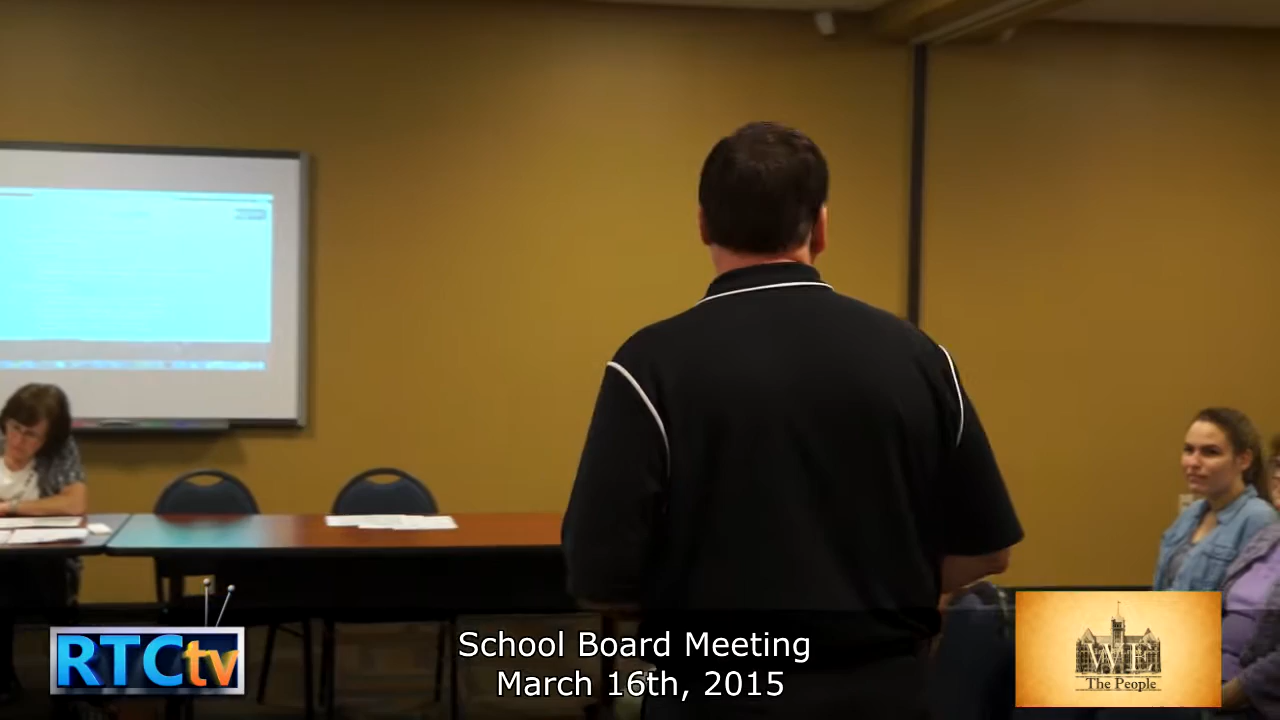 School Board Meeting
March 16th, 2015
RTCtv
WE
The People